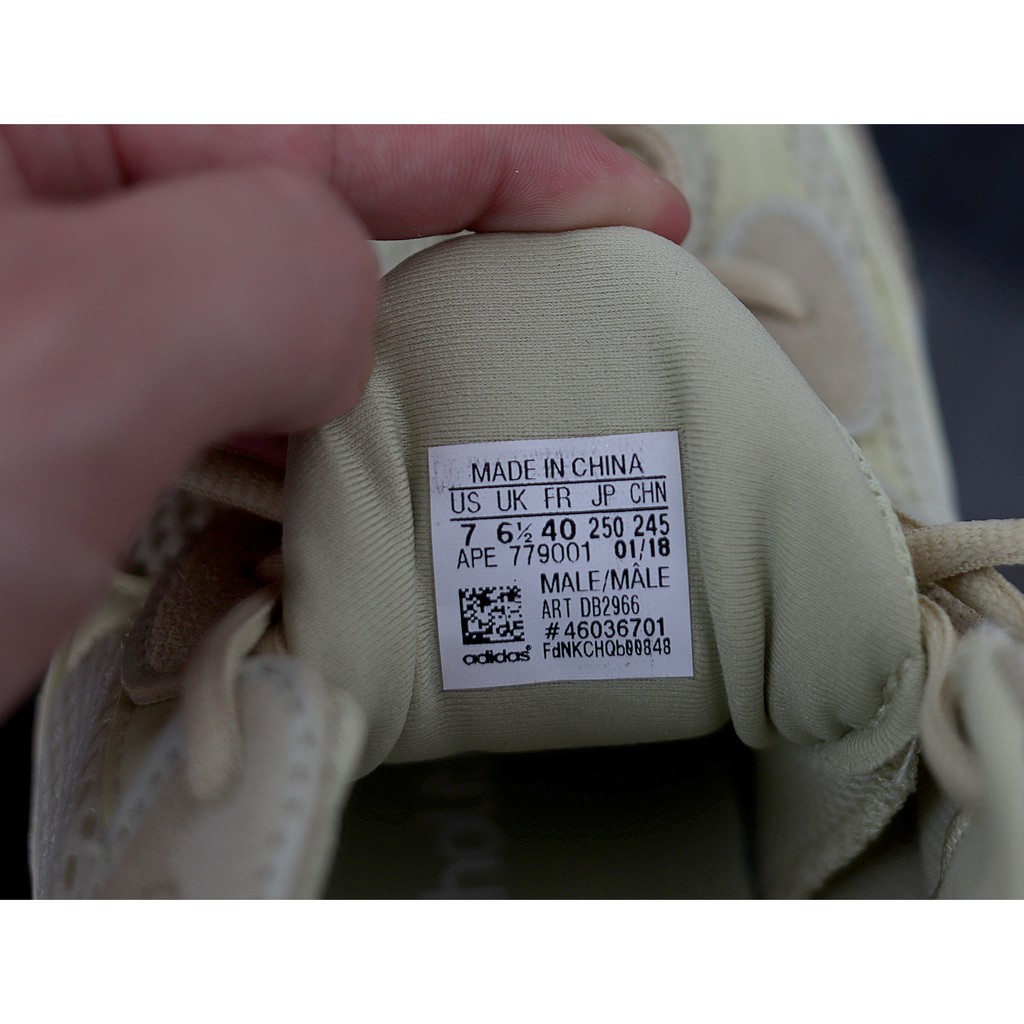 MADE IN CHINA
US UK FR JP CHN
7 6½ 40 250 245
APE 779001 01/18
MALE/MÂLE
ART DB2966
#46036701
FdNKCHQb00848
adidas